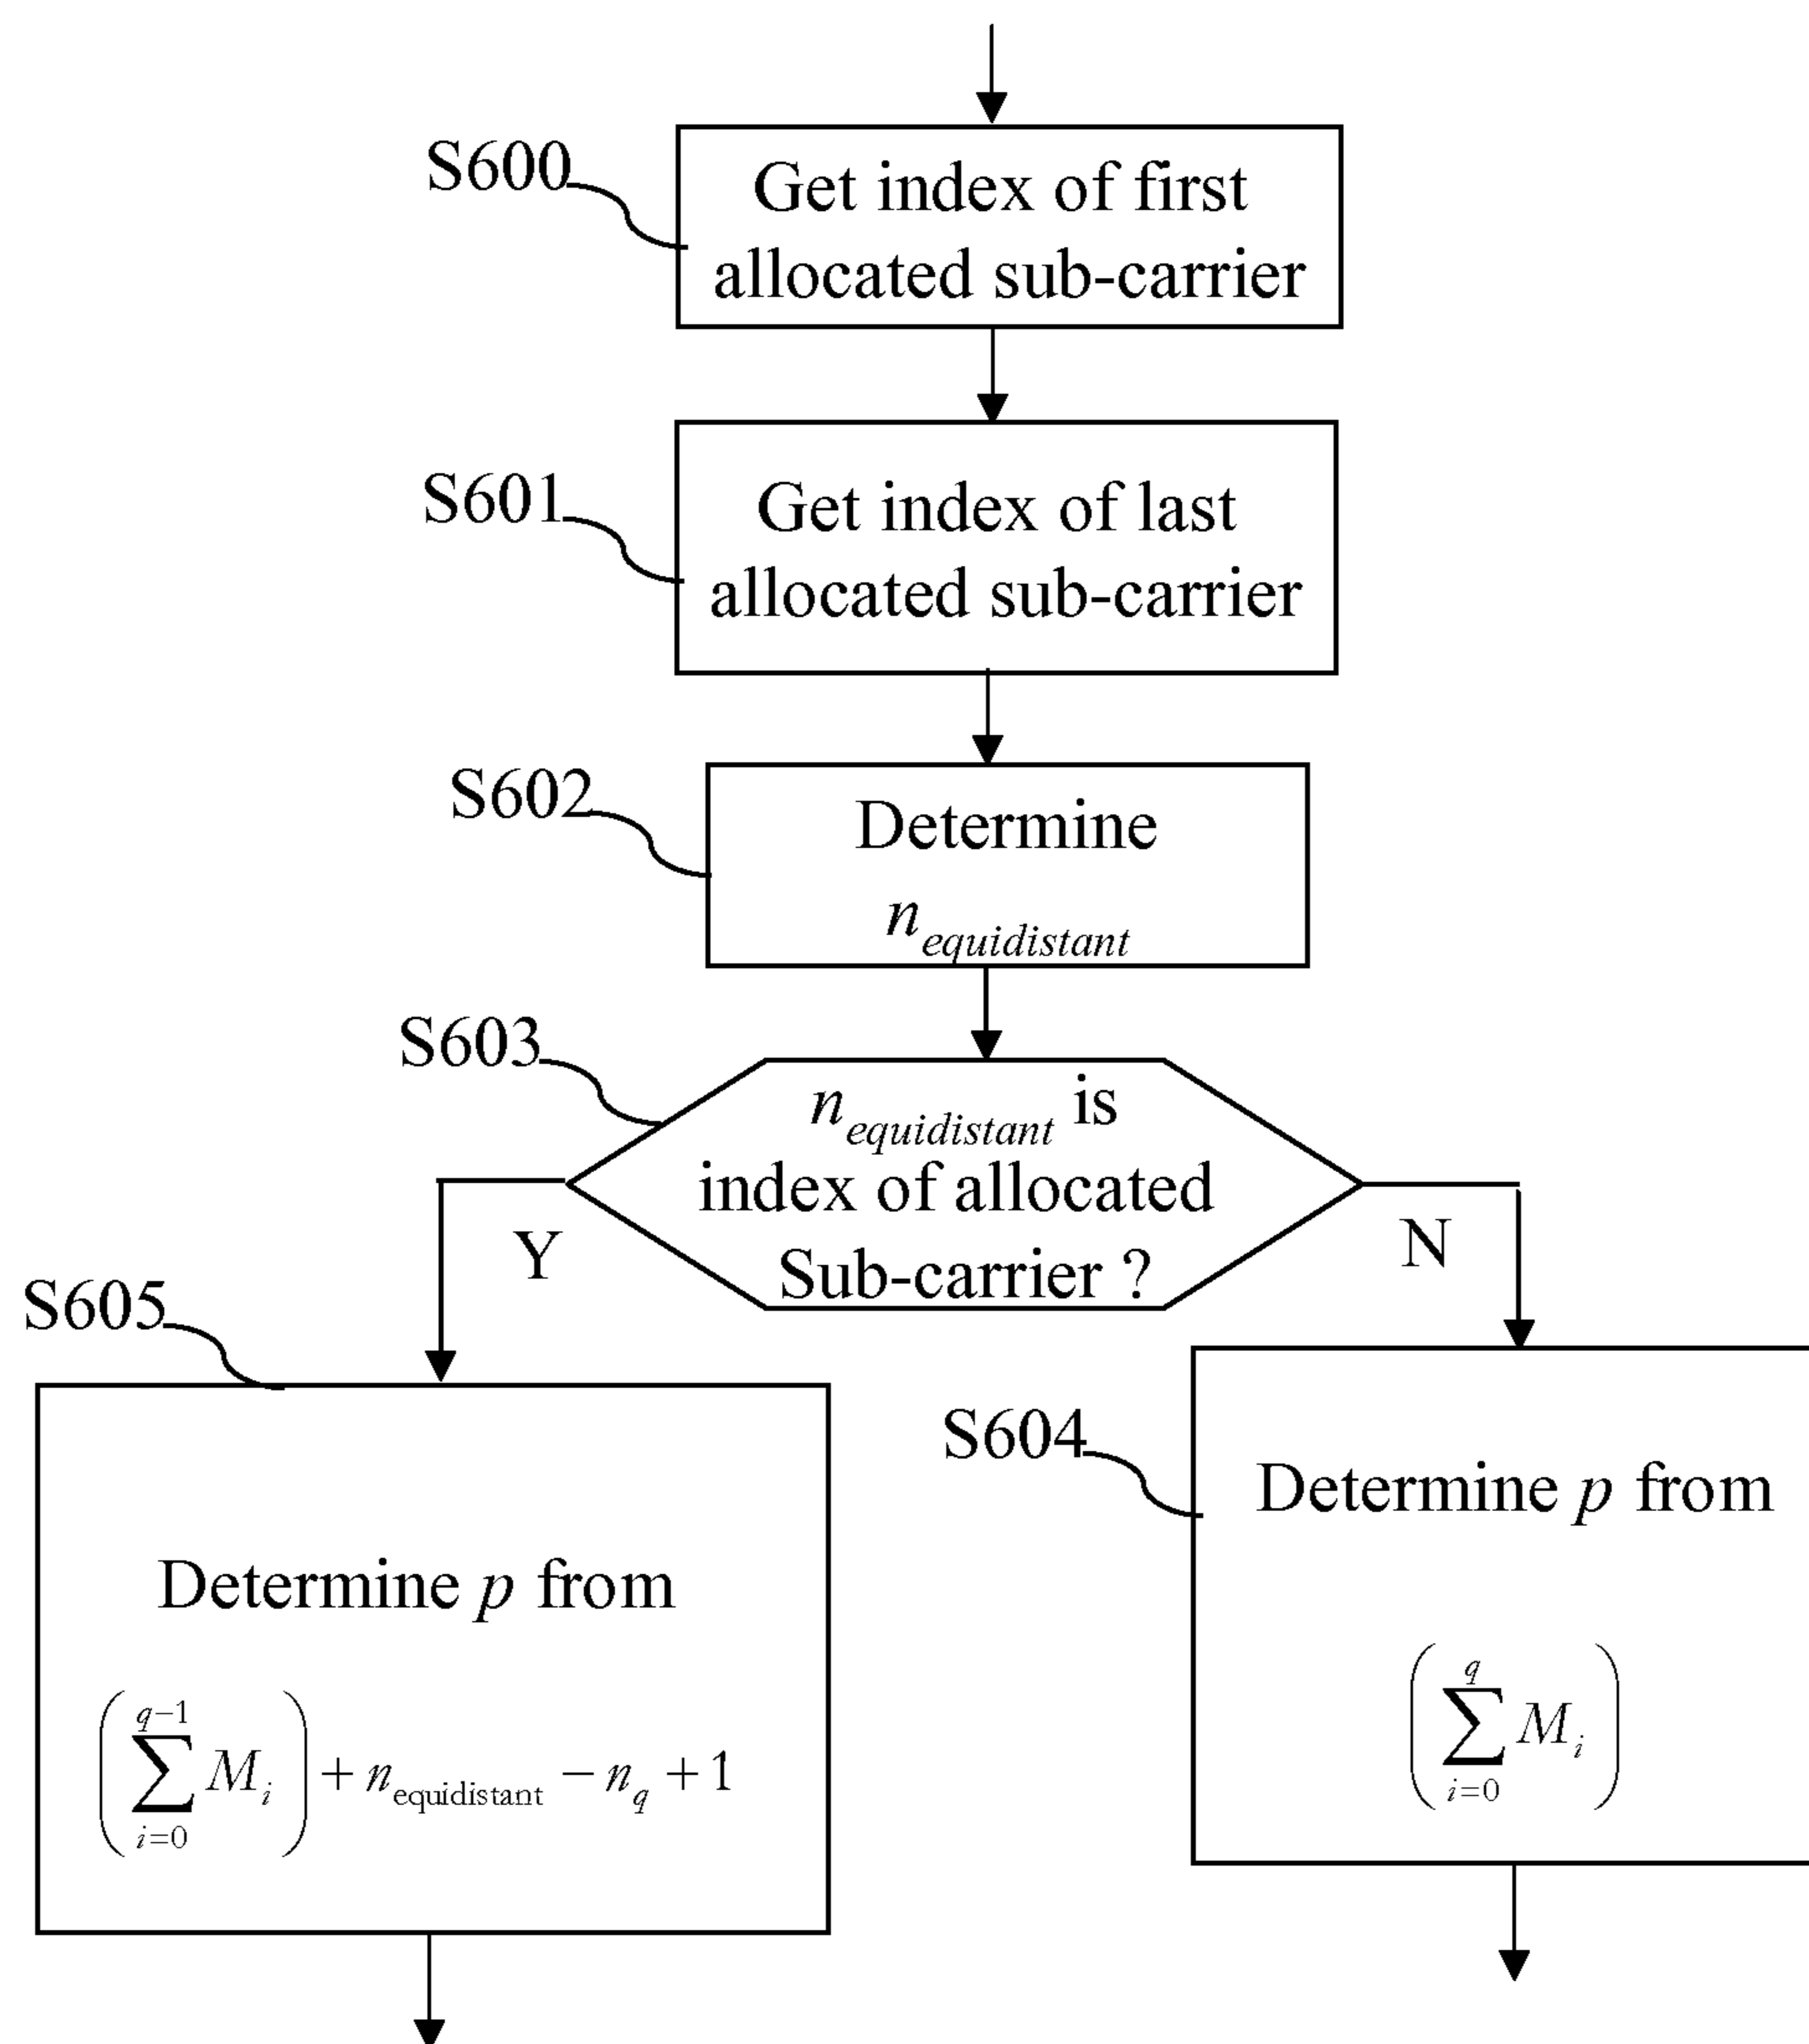 S600
Get index of first
allocated sub-carrier
S601
Get index of last
allocated sub-carrier
S602
Determine
n_equidistant
S603
n_equidistant is
index of allocated
Sub-carrier ?
Y
N
S605
Determine p from
(∑_{i=0}^{q−1} M_i) + n_equidistant − n_q + 1
S604
Determine p from
(∑_{i=0}^{q} M_i)